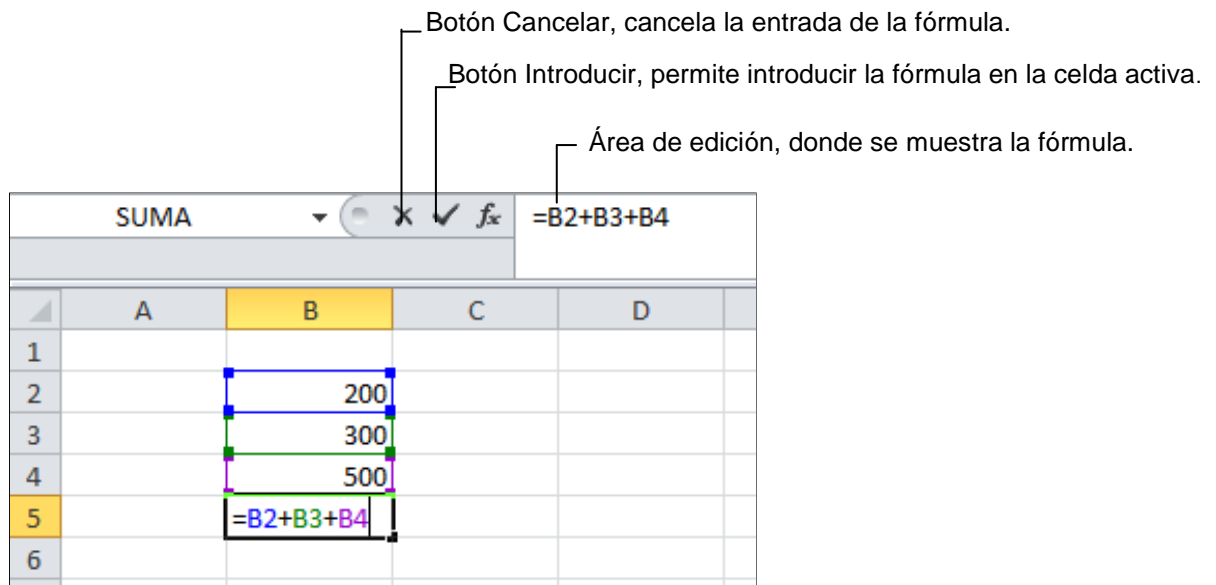 Botón Cancelar, cancela la entrada de la fórmula.
Botón Introducir, permite introducir la fórmula en la celda activa.
Área de edición, donde se muestra la fórmula.
SUMA fx =B2+B3+B4
A B C D
1
2 200
3 300
4 500
5 =B2+B3+B4
6